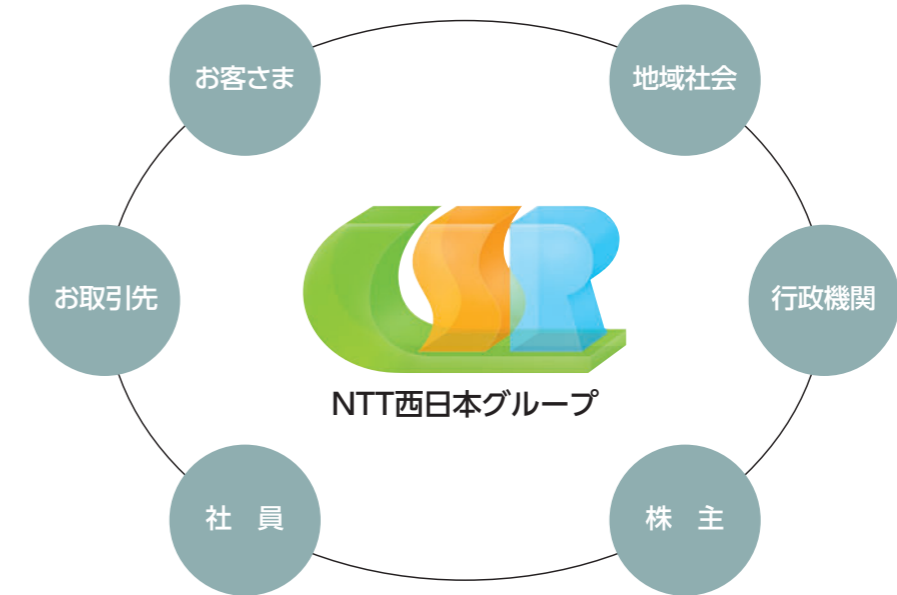 お客さま
地域社会
お取引先
CSR
行政機関
NTT西日本グループ
社　員
株　主